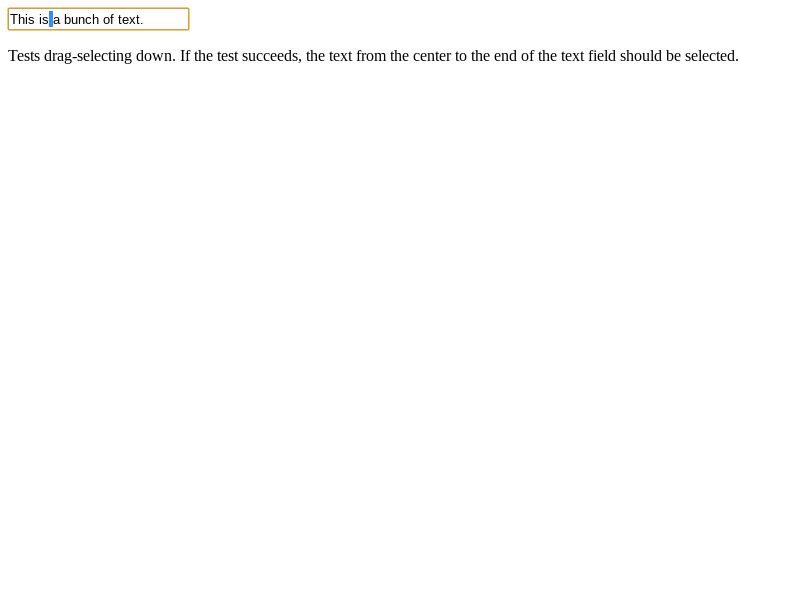 This is a bunch of text.
Tests drag-selecting down. If the test succeeds, the text from the center to the end of the text field should be selected.